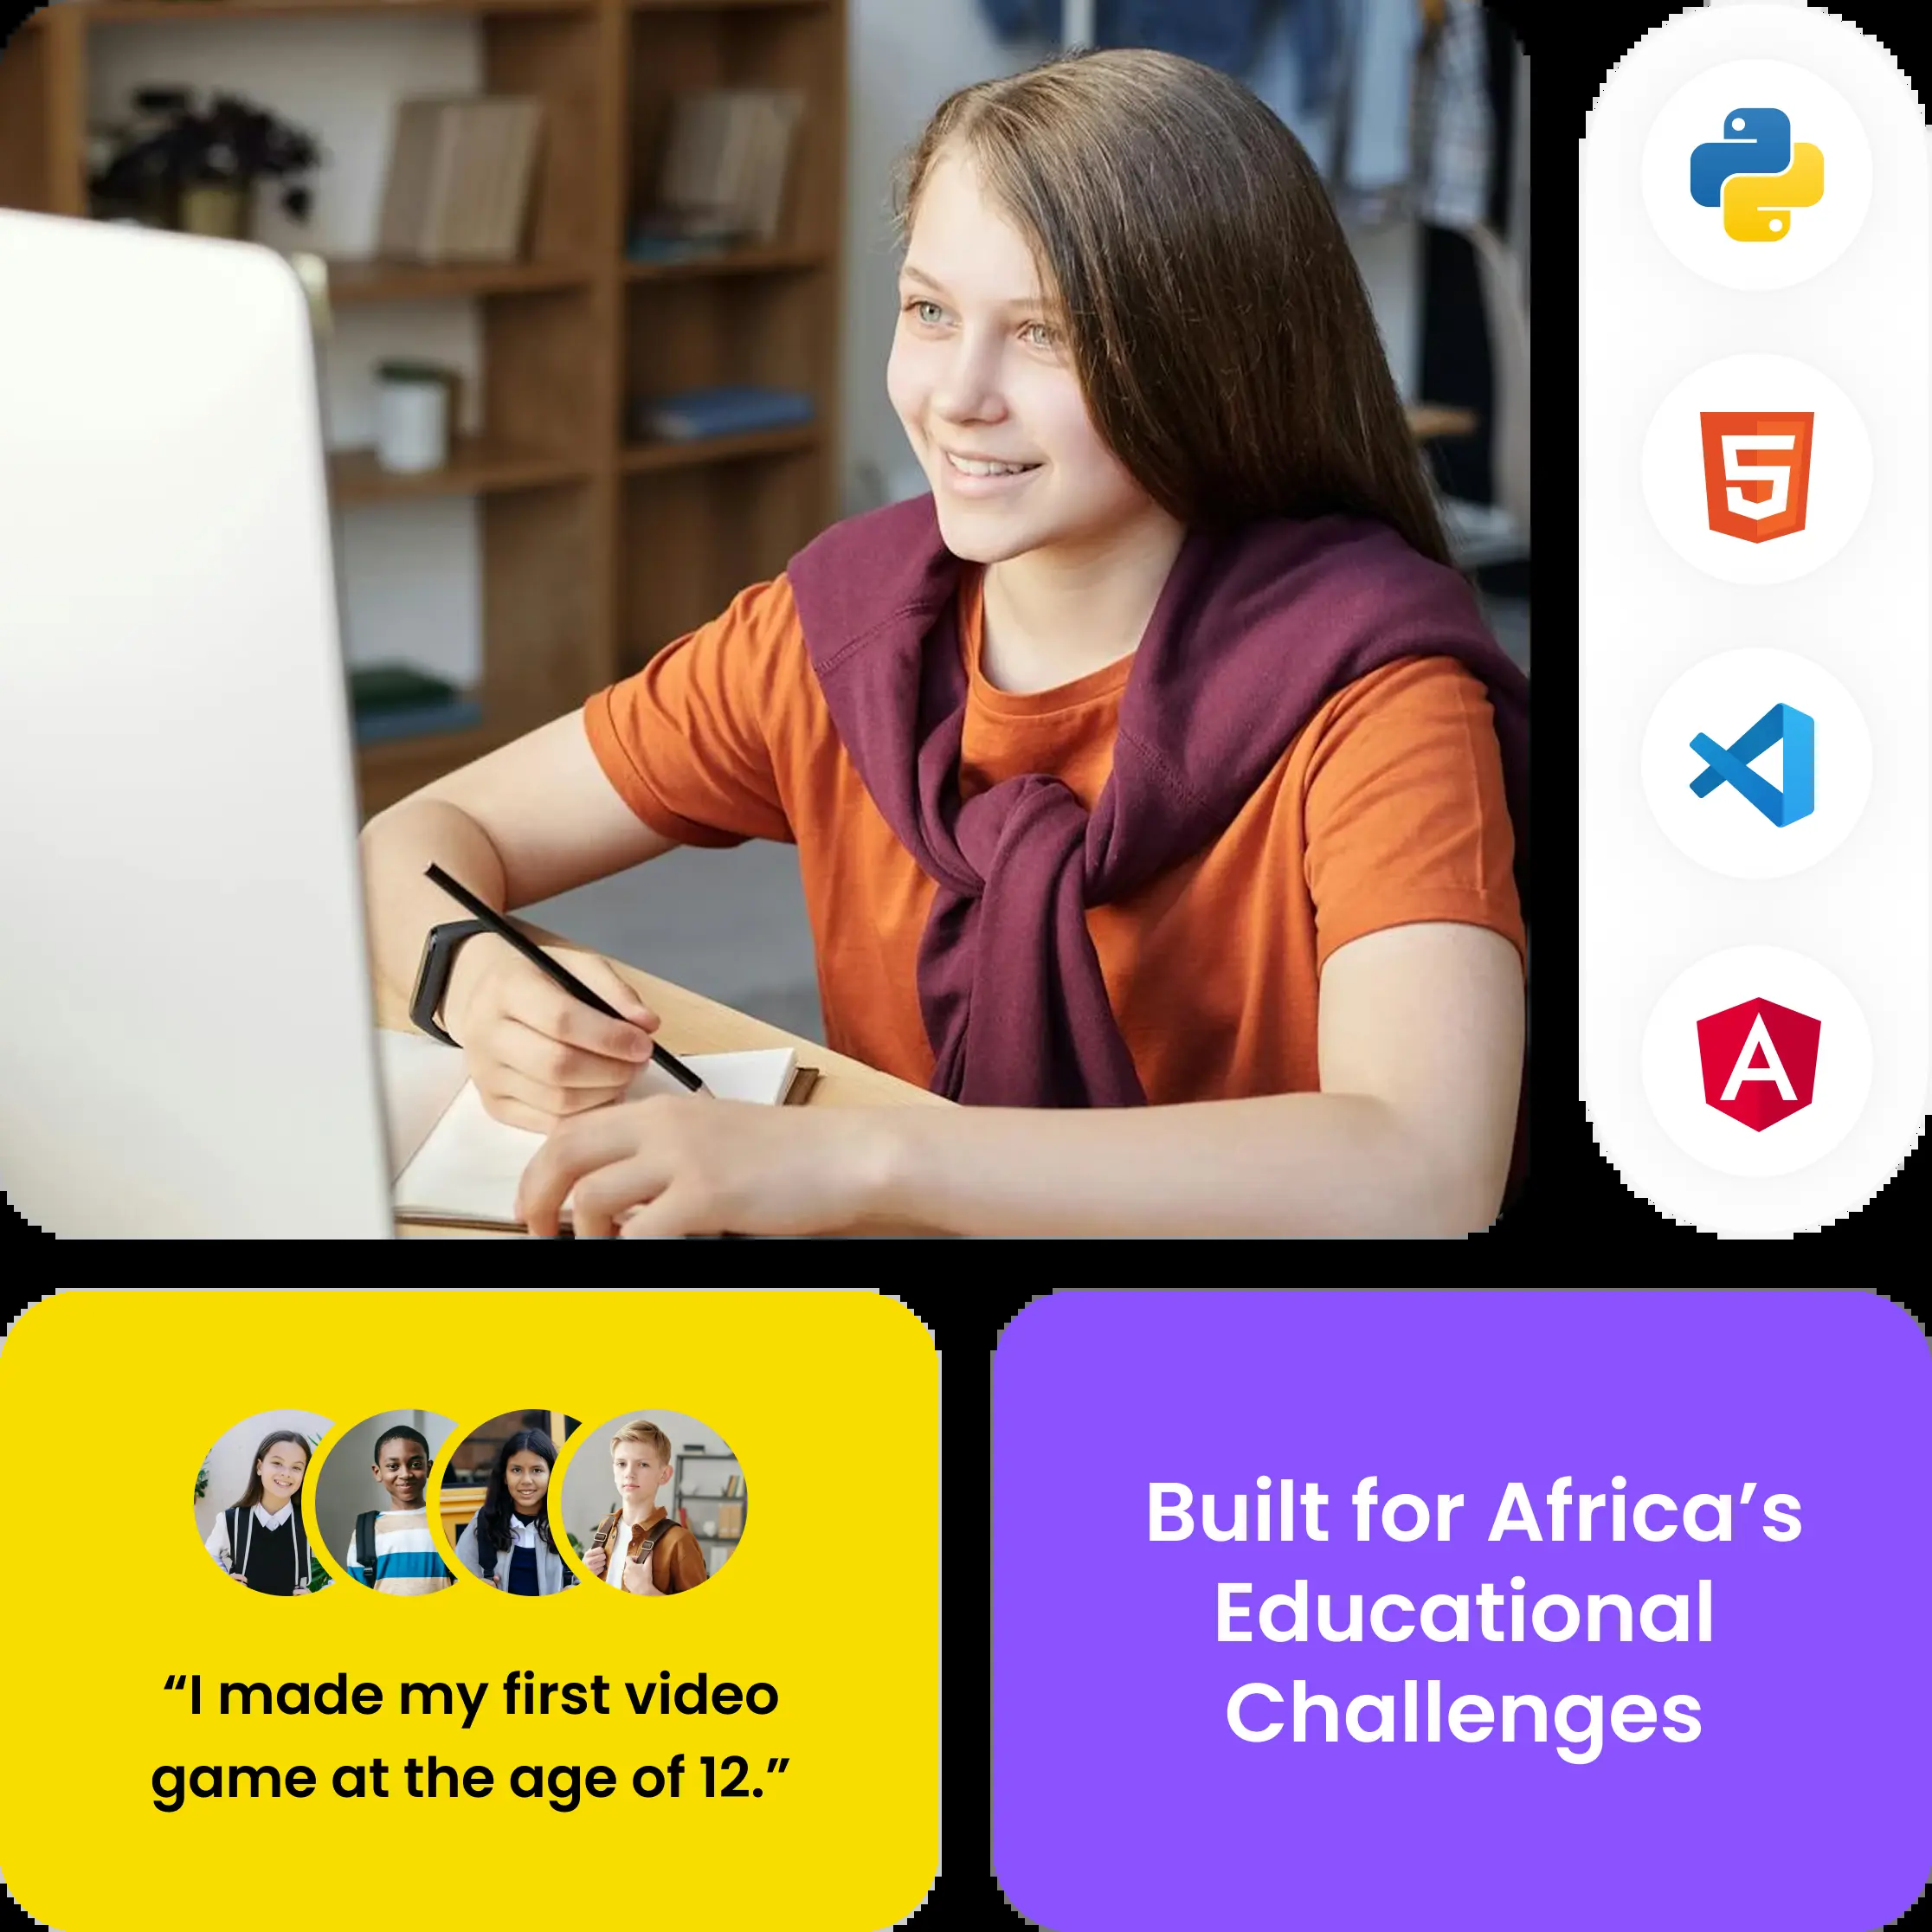 “I made my first video
game at the age of 12.”
Built for Africa’s
Educational
Challenges